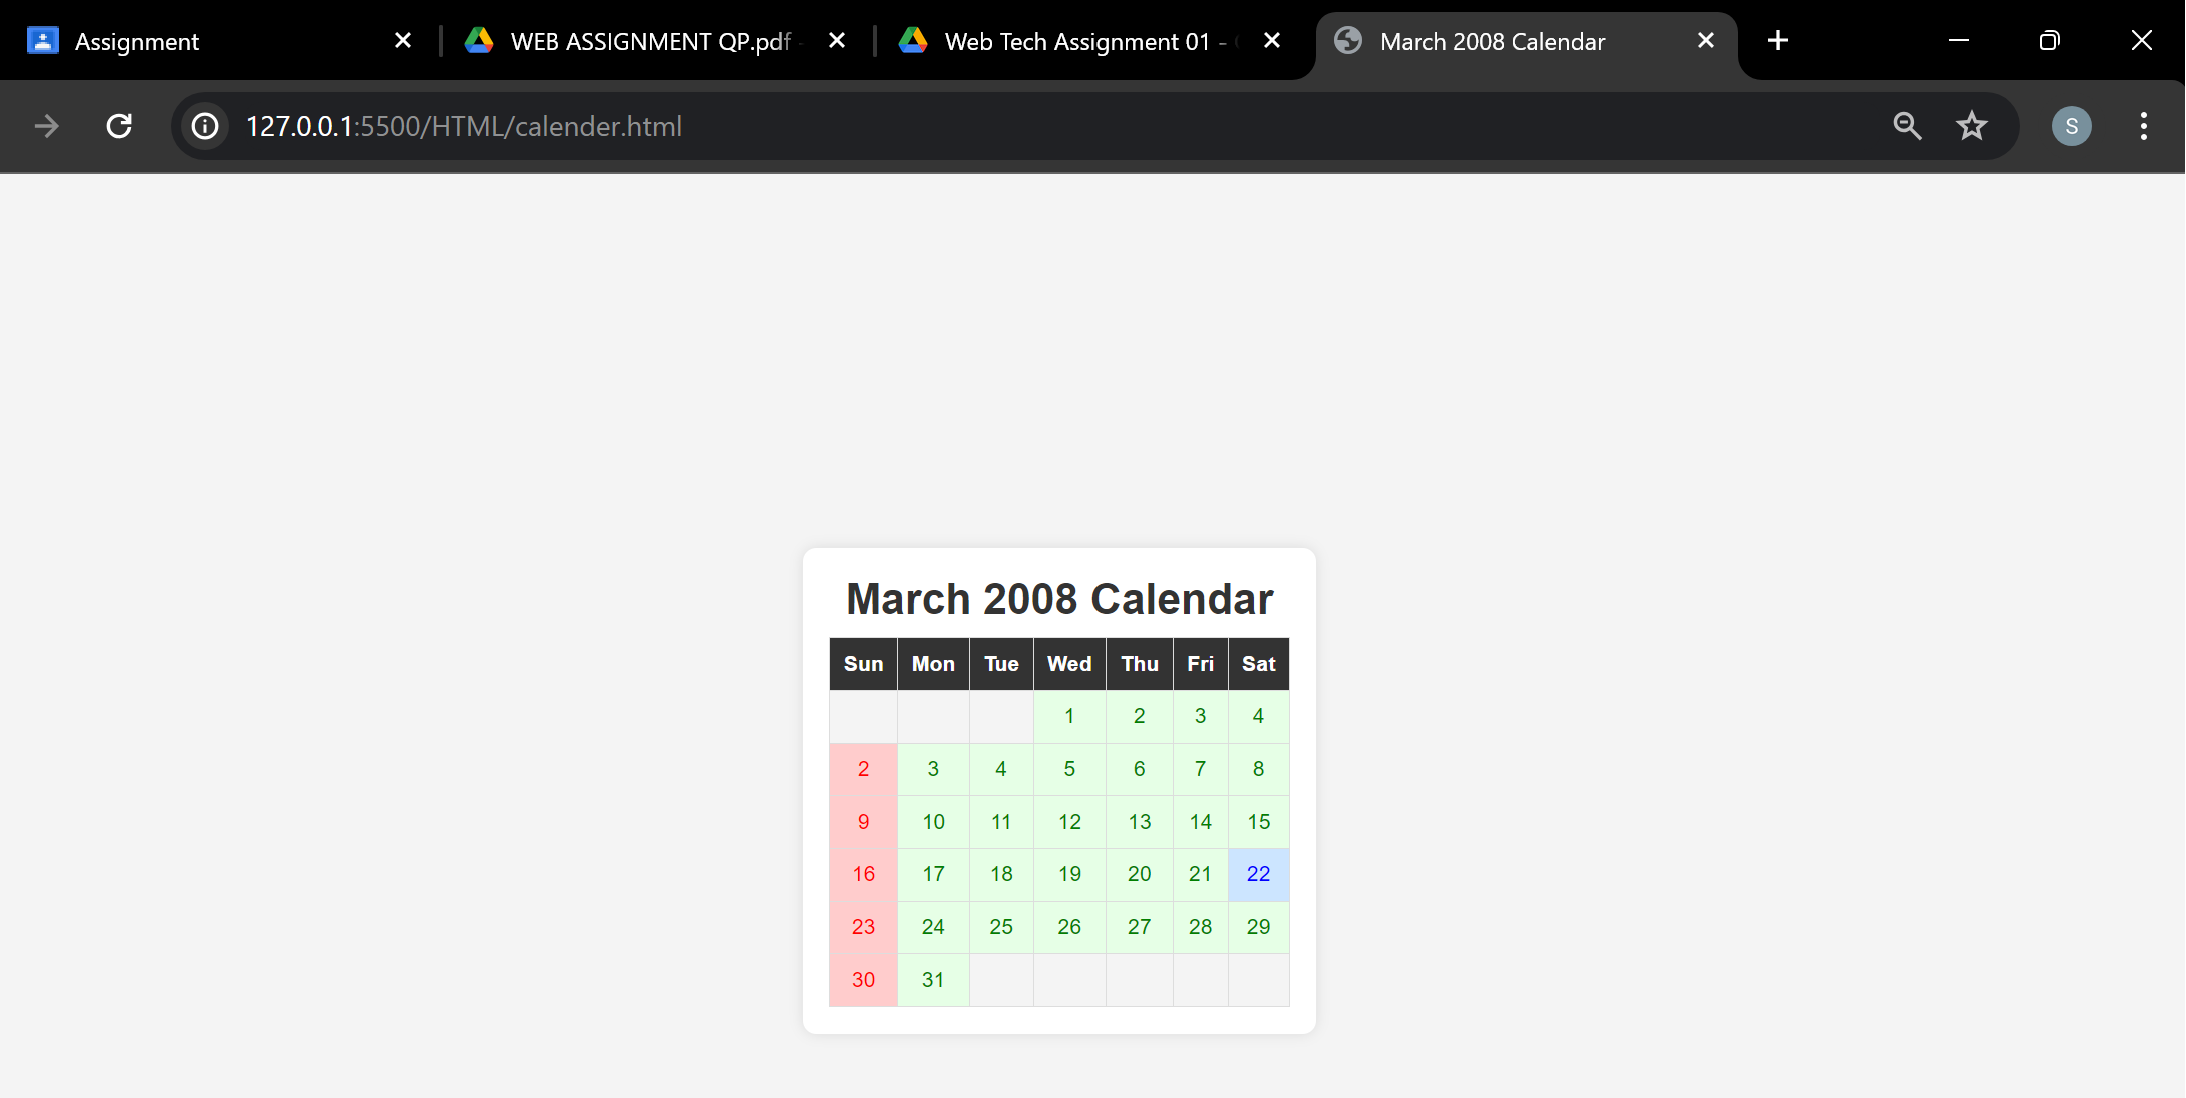 Assignment
WEB ASSIGNMENT QP.pdf -
Web Tech Assignment 01 -
March 2008 Calendar
127.0.0.1:5500/HTML/calender.html
S
March 2008 Calendar
Sun Mon Tue Wed Thu Fri Sat
1 2 3 4
2 3 4 5 6 7 8
9 10 11 12 13 14 15
16 17 18 19 20 21 22
23 24 25 26 27 28 29
30 31